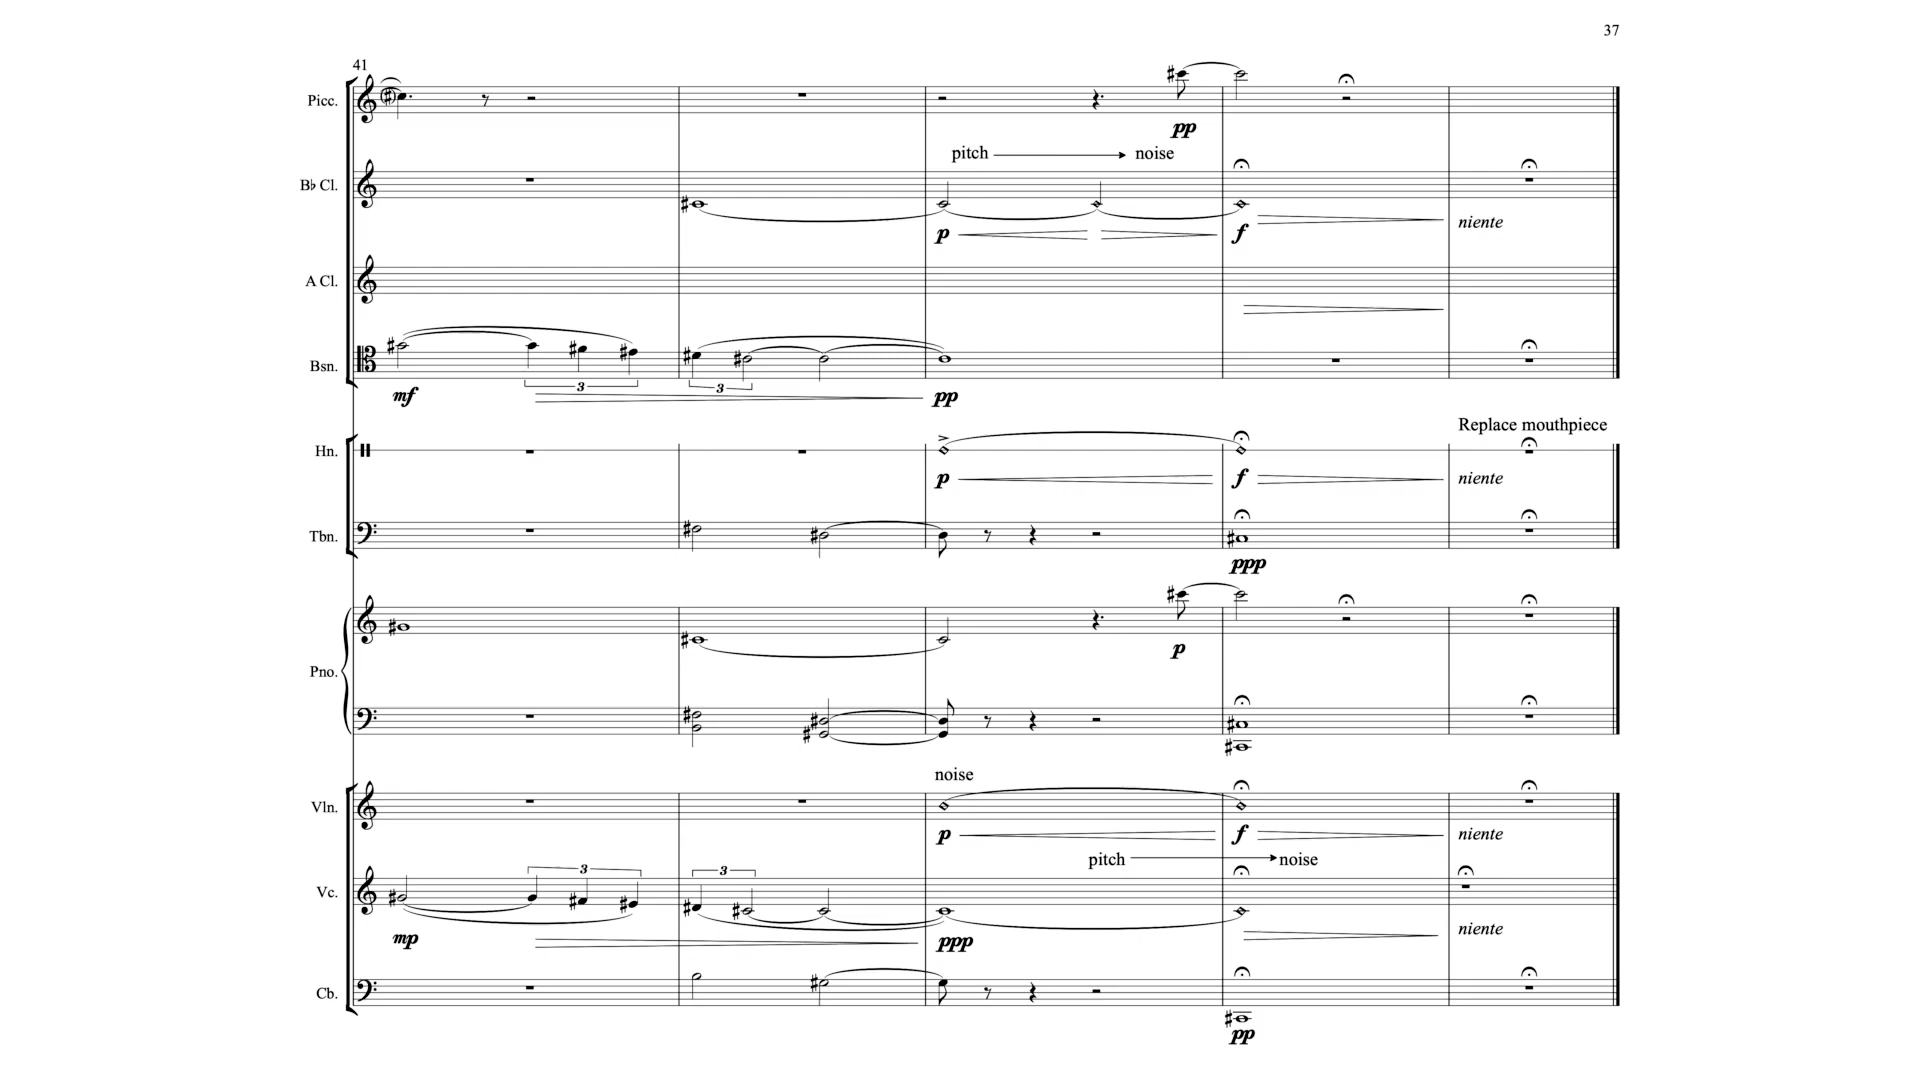 37
41
Picc.
pp
pitch noise
B♭ Cl.
p f niente
A Cl.
Bsn.
3 3
mf pp
Replace mouthpiece
Hn.
p f niente
Tbn.
ppp
p
Pno.
noise
Vln.
p f niente
pitch noise
3 3
Vc.
niente
mp ppp
Cb.
pp